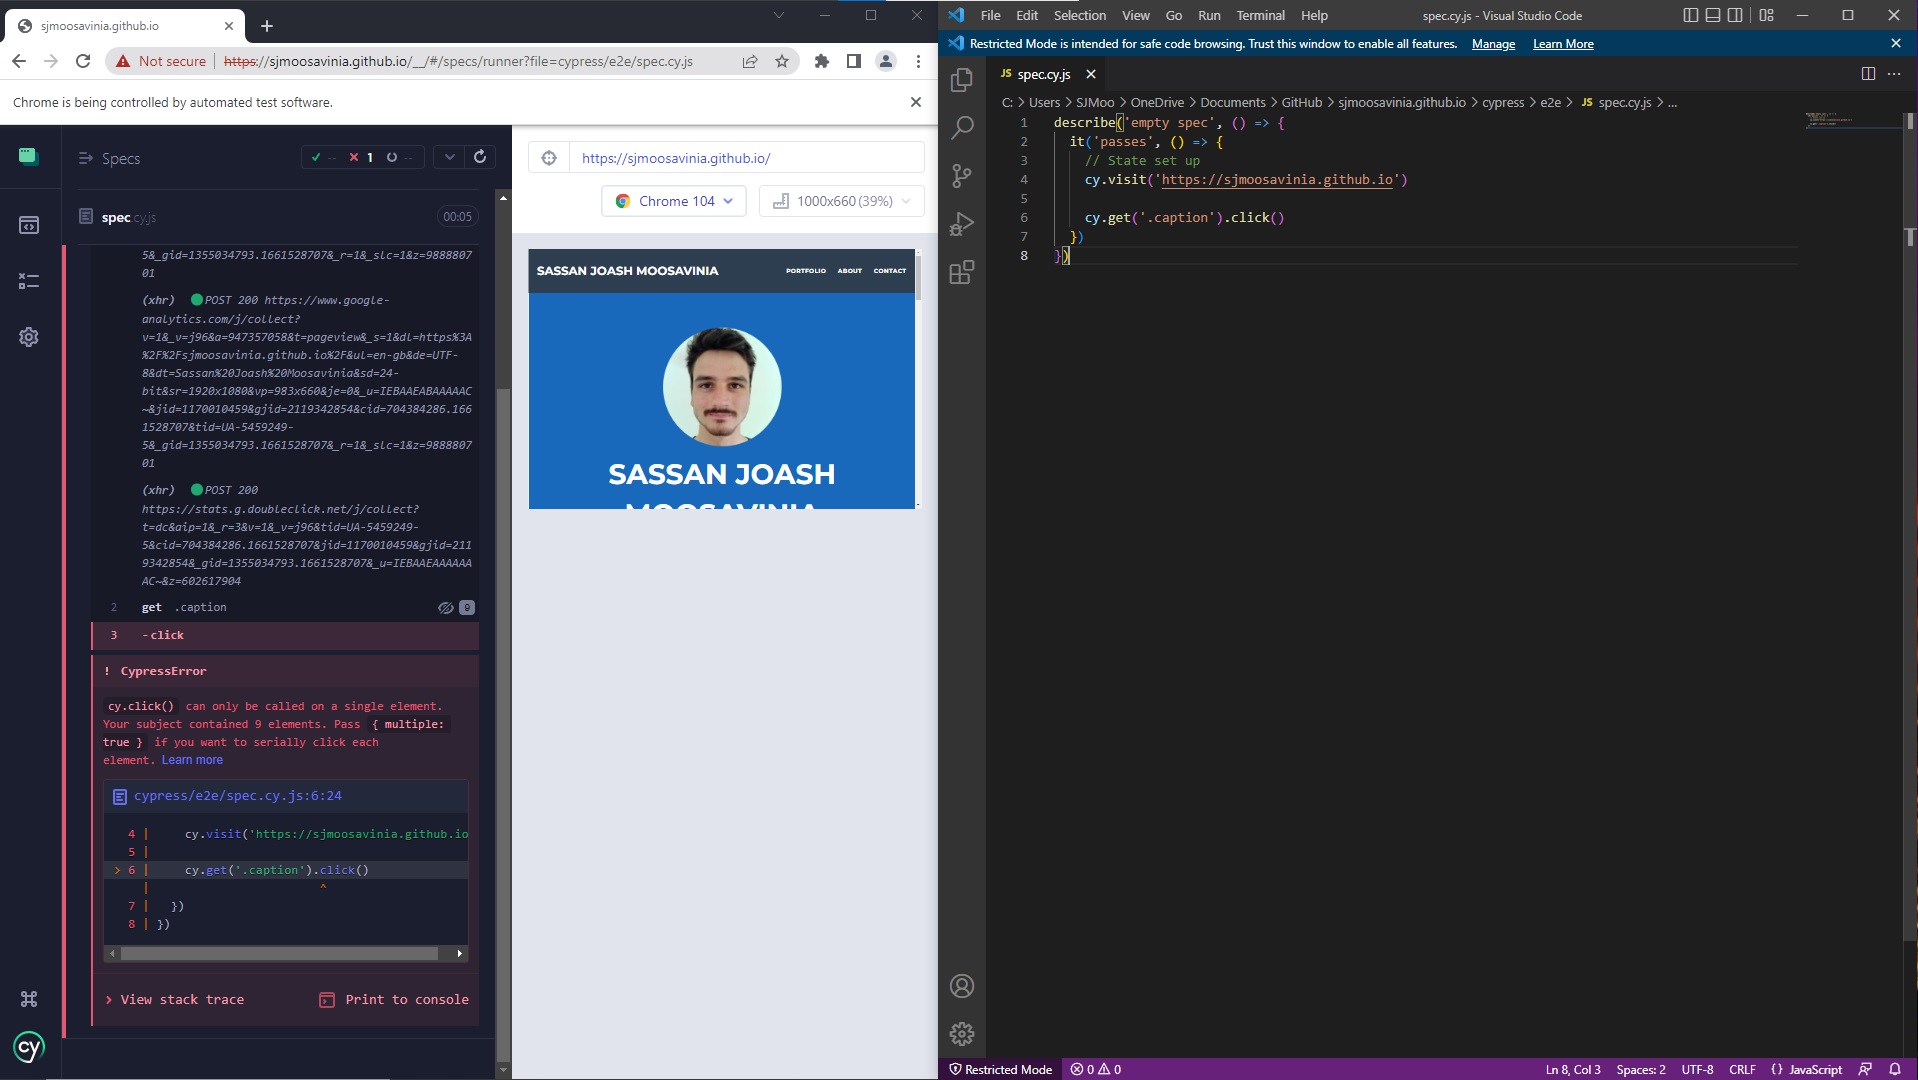 sjmoosavinia.github.io
Not secure
https://sjmoosavinia.github.io/__/#/specs/runner?file=cypress/e2e/spec.cy.js
Chrome is being controlled by automated test software.
Specs
-- 1 --
spec.cy.js
00:05
5&_gid=1355034793.1661528707&_r=1&_slc=1&z=9888807
01
(xhr) POST 200 https://www.google-
analytics.com/j/collect?
v=1&_v=j96&a=947357058&t=pageview&_s=1&dl=https%3A
%2F%2Fsjmoosavinia.github.io%2F&ul=en-gb&de=UTF-
8&dt=Sassan%20Joash%20Moosavinia&sd=24-
bit&sr=1920x1080&vp=983x660&je=0&_u=IEBAAEABAAAAAC
~&jid=1170010459&gjid=2119342854&cid=704384286.166
1528707&tid=UA-5459249-
5&_gid=1355034793.1661528707&_r=1&_slc=1&z=9888807
01
(xhr) POST 200
https://stats.g.doubleclick.net/j/collect?
t=dc&aip=1&_r=3&v=1&_v=j96&tid=UA-5459249-
5&cid=704384286.1661528707&jid=1170010459&gjid=211
9342854&_gid=1355034793.1661528707&_u=IEBAAEAAAAAA
AC~&z=602617904
2 get .caption 9
3 -click
! CypressError
cy.click() can only be called on a single element.
Your subject contained 9 elements. Pass { multiple:
true } if you want to serially click each
element. Learn more
cypress/e2e/spec.cy.js:6:24
4 | cy.visit('https://sjmoosavinia.github.io
5 |
> 6 | cy.get('.caption').click()
| ^
7 | })
8 | })
View stack trace
Print to console
cy
https://sjmoosavinia.github.io/
Chrome 104
1000x660 (39%)
SASSAN JOASH MOOSAVINIA
PORTFOLIO ABOUT CONTACT
SASSAN JOASH
MOOSAVINIA
File Edit Selection View Go Run Terminal Help
spec.cy.js - Visual Studio Code
Restricted Mode is intended for safe code browsing. Trust this window to enable all features. Manage Learn More
JS spec.cy.js
C: > Users > SJMoo > OneDrive > Documents > GitHub > sjmoosavinia.github.io > cypress > e2e > JS spec.cy.js > ...
1 describe('empty spec', () => {
2 it('passes', () => {
3 // State set up
4 cy.visit('https://sjmoosavinia.github.io')
5
6 cy.get('.caption').click()
7 })
8 })
Restricted Mode
0 0
Ln 8, Col 3
Spaces: 2
UTF-8
CRLF
{} JavaScript